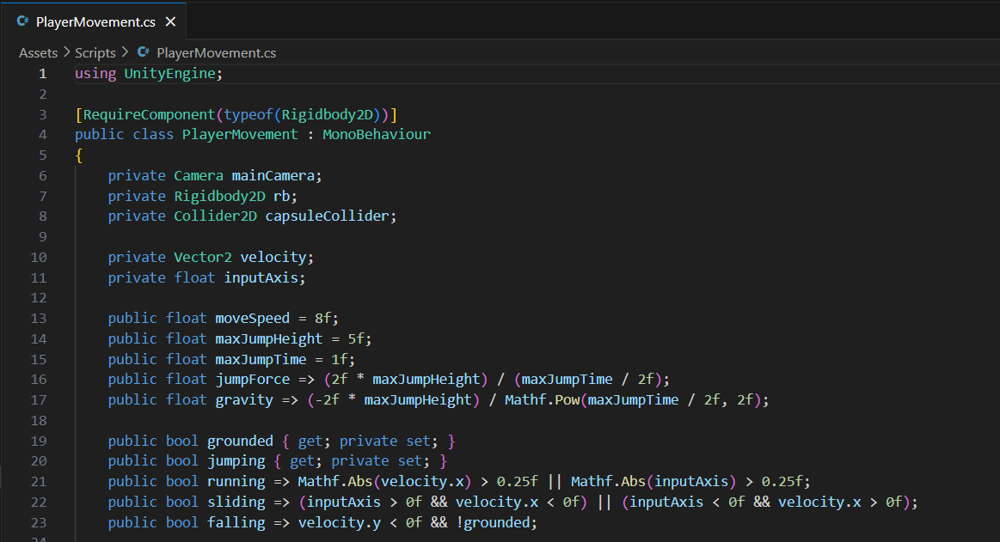 C# PlayerMovement.cs ×
Assets > Scripts > C# PlayerMovement.cs
1 using UnityEngine;
2
3 [RequireComponent(typeof(Rigidbody2D))]
4 public class PlayerMovement : MonoBehaviour
5 {
6     private Camera mainCamera;
7     private Rigidbody2D rb;
8     private Collider2D capsuleCollider;
9
10     private Vector2 velocity;
11     private float inputAxis;
12
13     public float moveSpeed = 8f;
14     public float maxJumpHeight = 5f;
15     public float maxJumpTime = 1f;
16     public float jumpForce => (2f * maxJumpHeight) / (maxJumpTime / 2f);
17     public float gravity => (-2f * maxJumpHeight) / Mathf.Pow(maxJumpTime / 2f, 2f);
18
19     public bool grounded { get; private set; }
20     public bool jumping { get; private set; }
21     public bool running => Mathf.Abs(velocity.x) > 0.25f || Mathf.Abs(inputAxis) > 0.25f;
22     public bool sliding => (inputAxis > 0f && velocity.x < 0f) || (inputAxis < 0f && velocity.x > 0f);
23     public bool falling => velocity.y < 0f && !grounded;
24